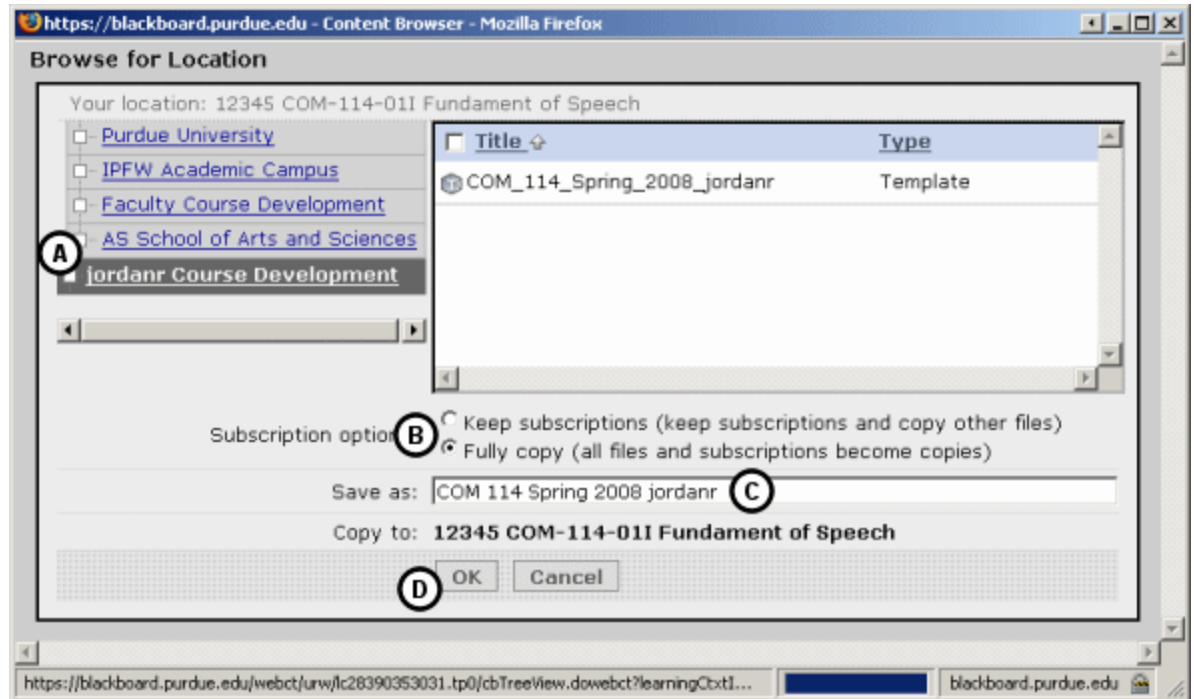 https://blackboard.purdue.edu - Content Browser - Mozilla Firefox
Browse for Location
Your location: 12345 COM-114-01I Fundament of Speech
Purdue University
IPFW Academic Campus
Faculty Course Development
AS School of Arts and Sciences
A
jordanr Course Development
Title Type
COM_114_Spring_2008_jordanr Template
Subscription option B
Keep subscriptions (keep subscriptions and copy other files)
Fully copy (all files and subscriptions become copies)
Save as: COM 114 Spring 2008 jordanr C
Copy to: 12345 COM-114-01I Fundament of Speech
D OK Cancel
https://blackboard.purdue.edu/webct/urw/lc28390353031.tp0/cbTreeView.dowebct?learningCtxtI... blackboard.purdue.edu